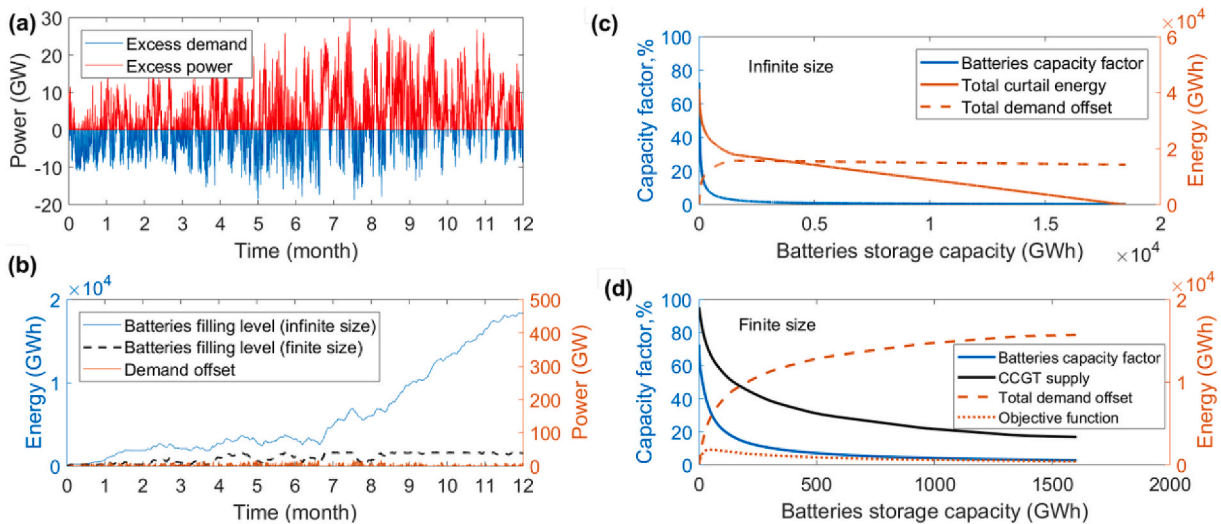 (a)
30
20
10
0
-10
-20
Power (GW)
Excess demand
Excess power
0 1 2 3 4 5 6 7 8 9 10 11 12
Time (month)
(b)
×10⁴
2
1
0
Energy (GWh)
Batteries filling level (infinite size)
Batteries filling level (finite size)
Demand offset
500
400
300
200
100
0
Power (GW)
0 1 2 3 4 5 6 7 8 9 10 11 12
Time (month)
(c)
100
80
60
40
20
0
Capacity factor,%
Infinite size
Batteries capacity factor
Total curtail energy
Total demand offset
×10⁴
6
4
2
0
Energy (GWh)
0 0.5 1 1.5 2
Batteries storage capacity (GWh)
×10⁴
(d)
100
80
60
40
20
0
Capacity factor,%
Finite size
Batteries capacity factor
CCGT supply
Total demand offset
Objective function
×10⁴
2
1
0
Energy (GWh)
0 500 1000 1500 2000
Batteries storage capacity (GWh)